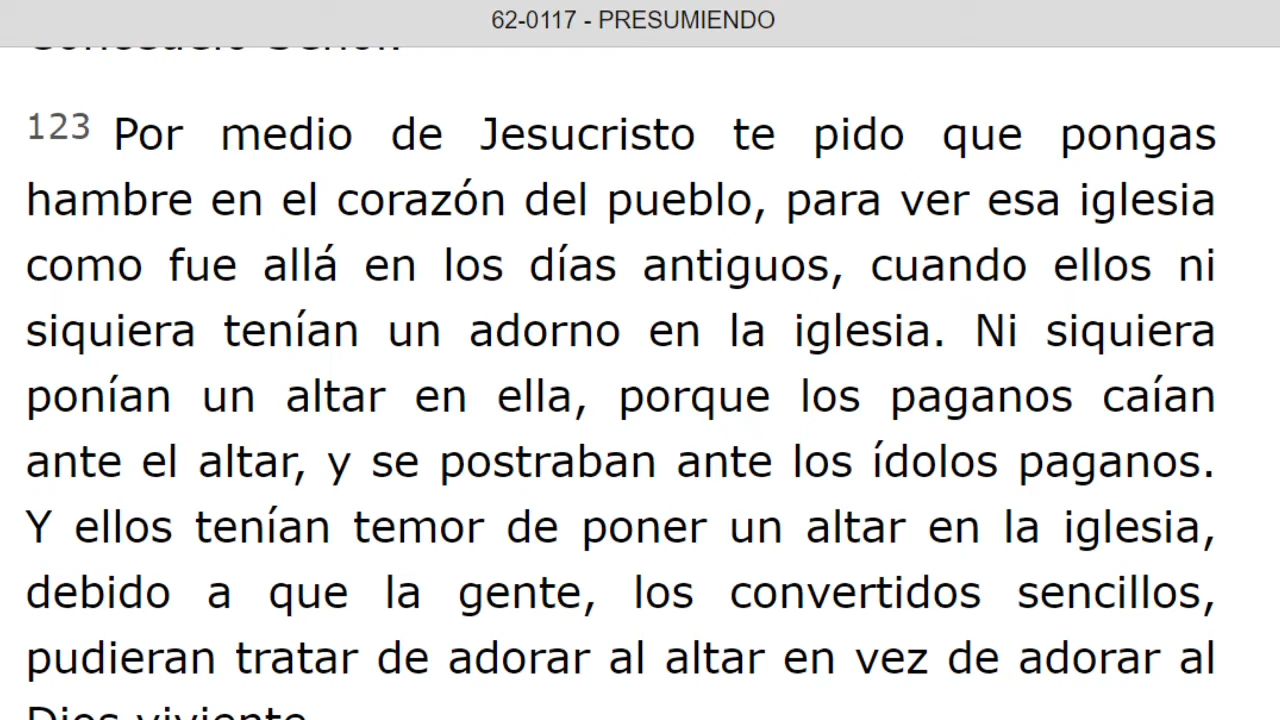 62-0117 - PRESUMIENDO
123 Por medio de Jesucristo te pido que pongas
hambre en el corazón del pueblo, para ver esa iglesia
como fue allá en los días antiguos, cuando ellos ni
siquiera tenían un adorno en la iglesia. Ni siquiera
ponían un altar en ella, porque los paganos caían
ante el altar, y se postraban ante los ídolos paganos.
Y ellos tenían temor de poner un altar en la iglesia,
debido a que la gente, los convertidos sencillos,
pudieran tratar de adorar al altar en vez de adorar al
Dios viviente.